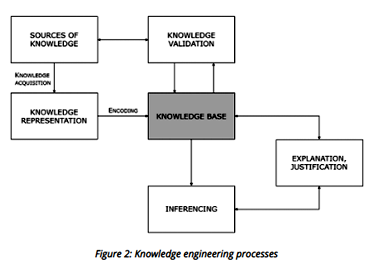 SOURCES OF
KNOWLEDGE
KNOWLEDGE
VALIDATION
KNOWLEDGE
ACQUISITION
KNOWLEDGE
REPRESENTATION
ENCODING
KNOWLEDGE BASE
EXPLANATION,
JUSTIFICATION
INFERENCING
Figure 2: Knowledge engineering processes